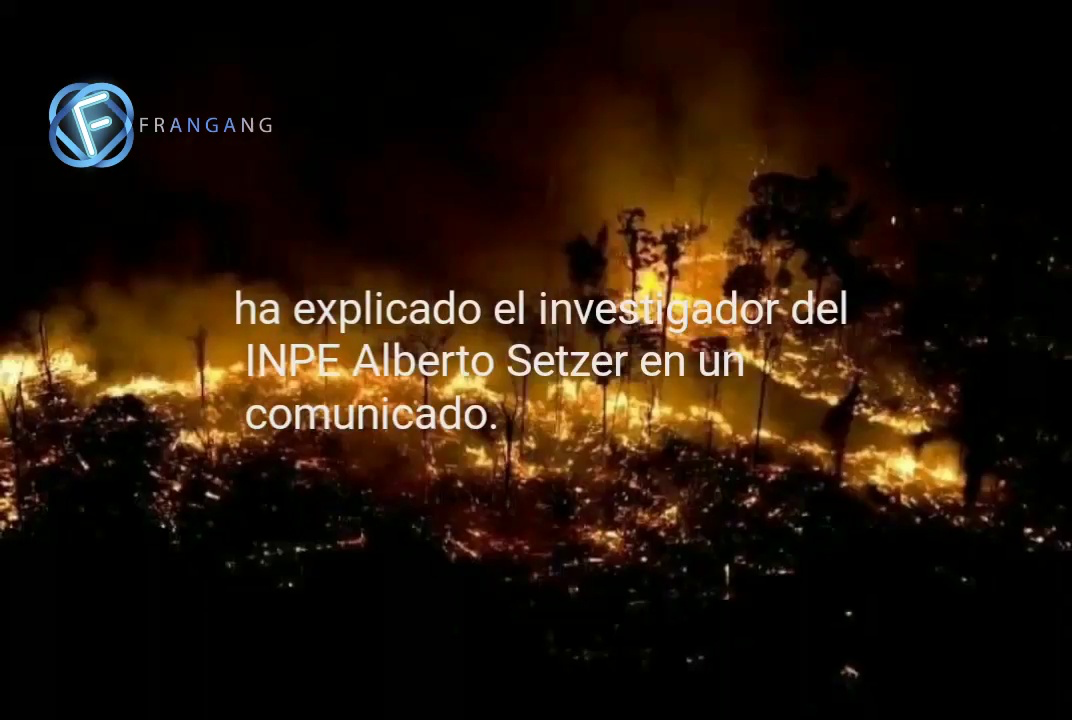 FRANGANG
ha explicado el investigador del
INPE Alberto Setzer en un
comunicado.